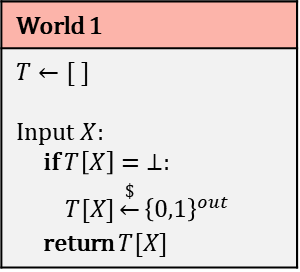 World 1
T ← [ ]
Input X:
if T[X] = ⊥:
T[X] ←$ {0,1}^out
return T[X]